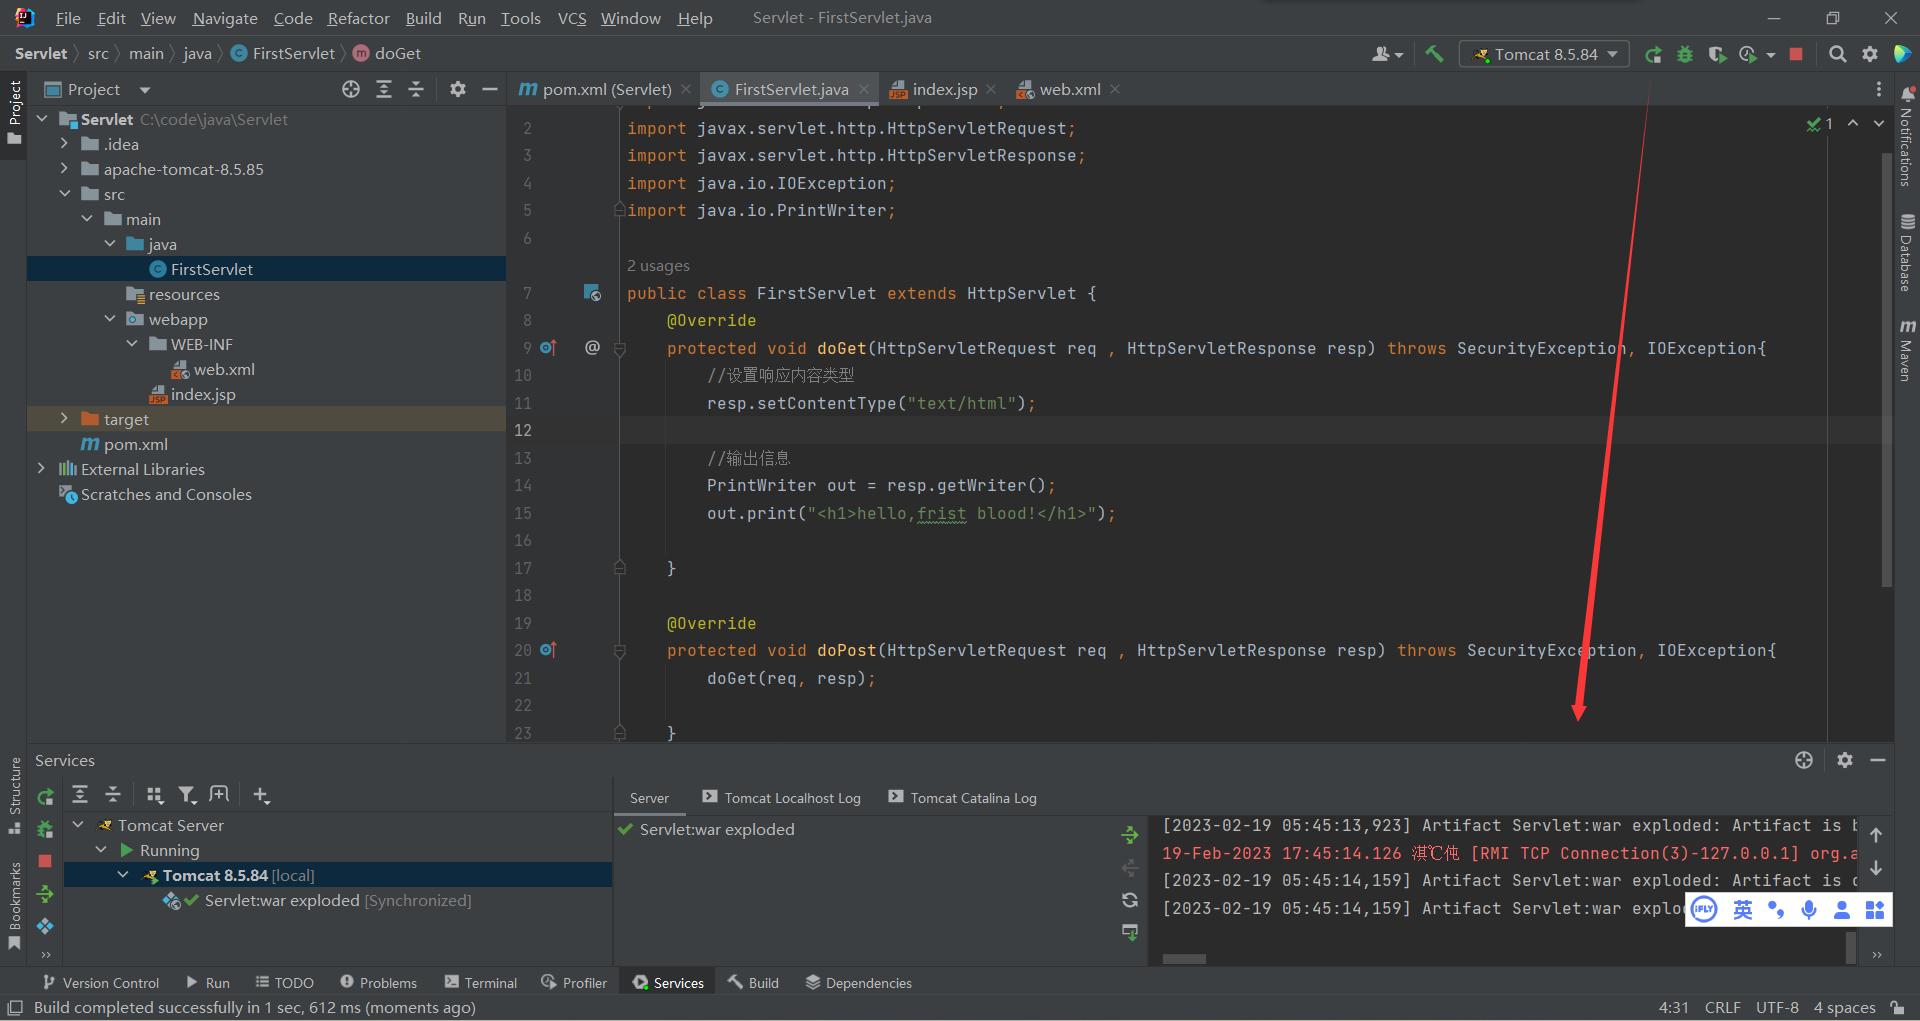 File Edit View Navigate Code Refactor Build Run Tools VCS Window Help Servlet - FirstServlet.java
Servlet src main java FirstServlet doGet
Tomcat 8.5.84
Project
Project
pom.xml (Servlet)
FirstServlet.java
index.jsp
web.xml
Servlet C:\code\java\Servlet
.idea
apache-tomcat-8.5.85
src
main
java
FirstServlet
resources
webapp
WEB-INF
web.xml
index.jsp
target
pom.xml
External Libraries
Scratches and Consoles
1
2 import javax.servlet.http.HttpServletRequest;
3 import javax.servlet.http.HttpServletResponse;
4 import java.io.IOException;
5 import java.io.PrintWriter;
6
2 usages
7 public class FirstServlet extends HttpServlet {
8 @Override
9 @ protected void doGet(HttpServletRequest req , HttpServletResponse resp) throws SecurityException, IOException{
10 //设置响应内容类型
11 resp.setContentType("text/html");
12
13 //输出信息
14 PrintWriter out = resp.getWriter();
15 out.print("<h1>hello,frist blood!</h1>");
16
17 }
18
19 @Override
20 protected void doPost(HttpServletRequest req , HttpServletResponse resp) throws SecurityException, IOException{
21 doGet(req, resp);
22
23 }
Notifications
Database
Maven
Structure
Bookmarks
Services
Tomcat Server
Running
Tomcat 8.5.84 [local]
Servlet:war exploded [Synchronized]
Server
Tomcat Localhost Log
Tomcat Catalina Log
Servlet:war exploded
[2023-02-19 05:45:13,923] Artifact Servlet:war exploded: Artifact is b
19-Feb-2023 17:45:14.126 淇℃伅 [RMI TCP Connection(3)-127.0.0.1] org.a
[2023-02-19 05:45:14,159] Artifact Servlet:war exploded: Artifact is d
[2023-02-19 05:45:14,159] Artifact Servlet:war explo
iFLY 英
Version Control Run TODO Problems Terminal Profiler Services Build Dependencies
Build completed successfully in 1 sec, 612 ms (moments ago)
4:31 CRLF UTF-8 4 spaces